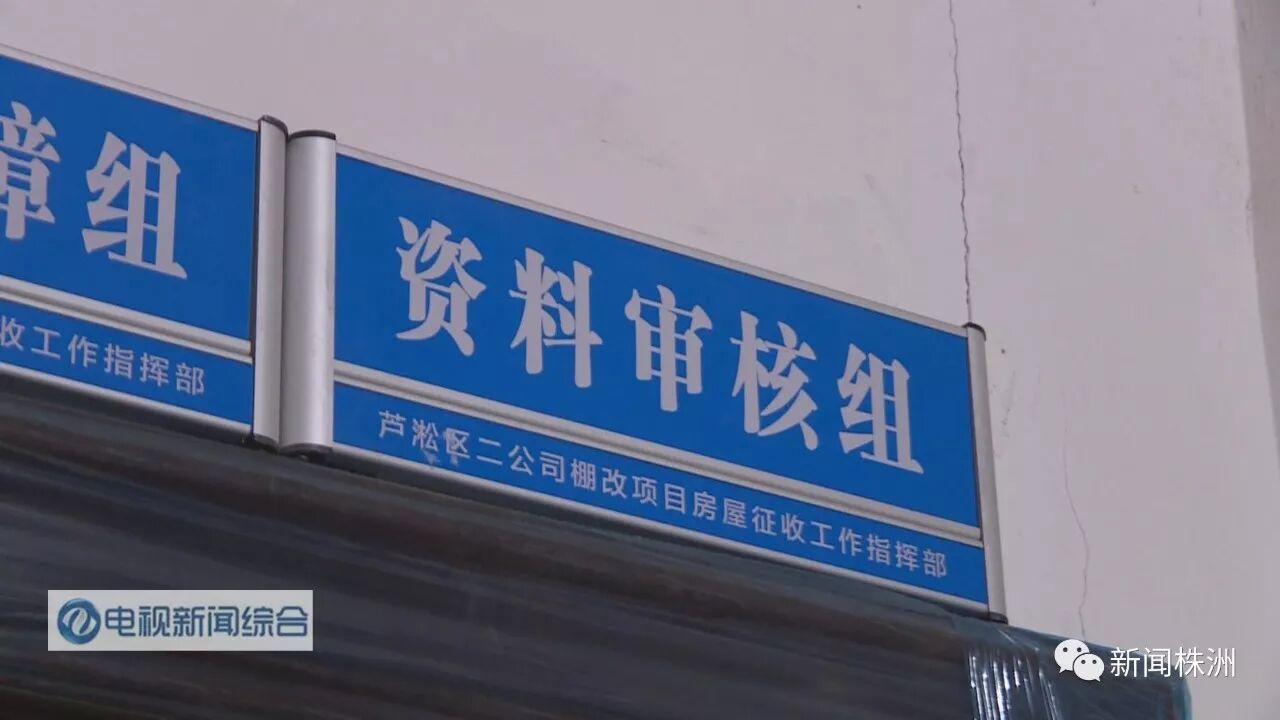 障组
收工作指挥部
资料审核组
芦淞区二公司棚改项目房屋征收工作指挥部
电视新闻综合
新闻株洲